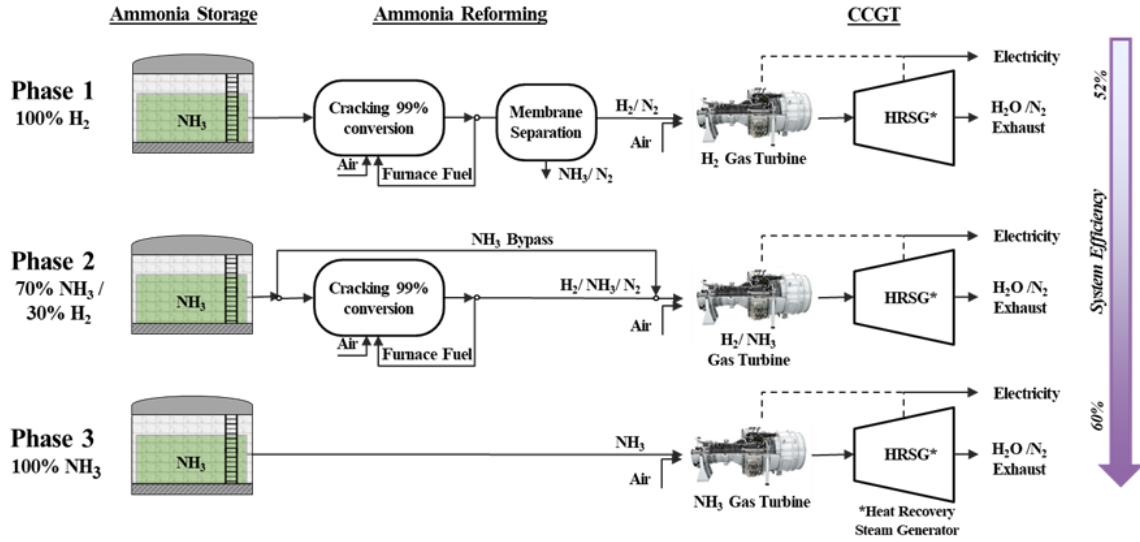 Ammonia Storage
Ammonia Reforming
CCGT
Phase 1
100% H₂
NH₃
Cracking 99%
conversion
Air
Furnace Fuel
Membrane
Separation
NH₃/ N₂
H₂/ N₂
Air
H₂ Gas Turbine
HRSG*
Electricity
H₂O /N₂
Exhaust
52%
Phase 2
70% NH₃ /
30% H₂
NH₃
NH₃ Bypass
Cracking 99%
conversion
Air
Furnace Fuel
H₂/ NH₃/ N₂
Air
H₂/ NH₃
Gas Turbine
HRSG*
Electricity
H₂O /N₂
Exhaust
System Efficiency
Phase 3
100% NH₃
NH₃
NH₃
Air
NH₃ Gas Turbine
HRSG*
Electricity
H₂O /N₂
Exhaust
60%
*Heat Recovery
Steam Generator